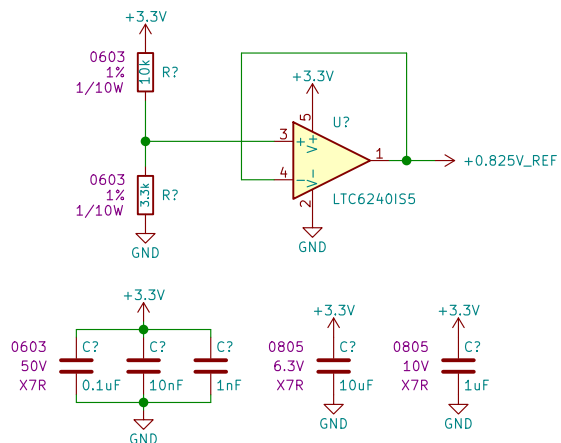 +3.3V
0603
1%
1/10W
10k
R?
+3.3V
5
U?
3
+
V+
1
+0.825V_REF
4
-
V-
2
LTC6240IS5
GND
0603
1%
1/10W
3.3k
R?
GND
+3.3V
0603
50V
X7R
C?
0.1uF
C?
10nF
C?
1nF
GND
+3.3V
0805
6.3V
X7R
C?
10uF
GND
+3.3V
0805
10V
X7R
C?
1uF
GND